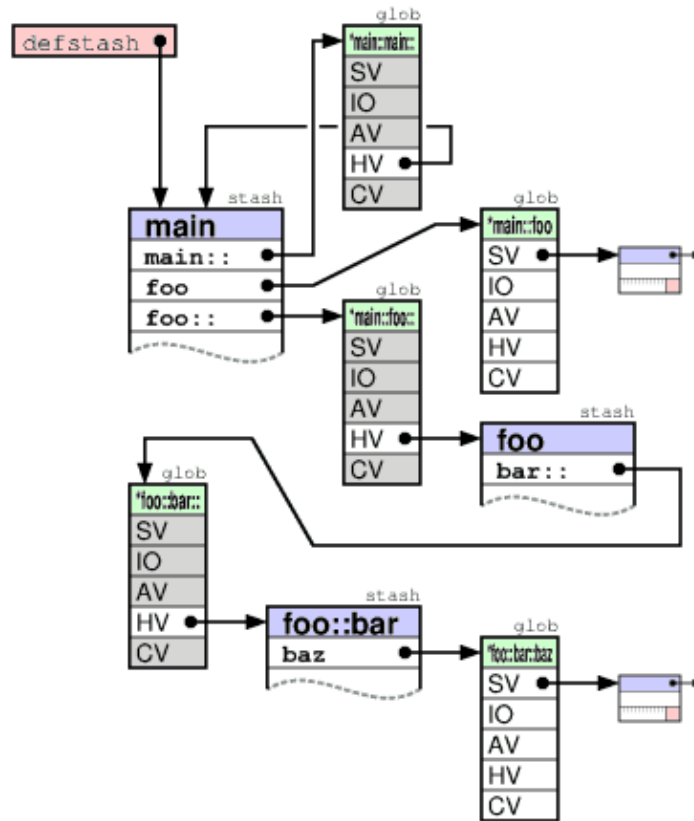 glob
defstash
*main::main::
SV
IO
AV
HV
CV
stash
main
main::
foo
foo::
glob
*main::foo
SV
IO
AV
HV
CV
glob
*main::foo::
SV
IO
AV
HV
CV
stash
foo
bar::
glob
*foo::bar::
SV
IO
AV
HV
CV
stash
foo::bar
baz
glob
*foo::bar::baz
SV
IO
AV
HV
CV